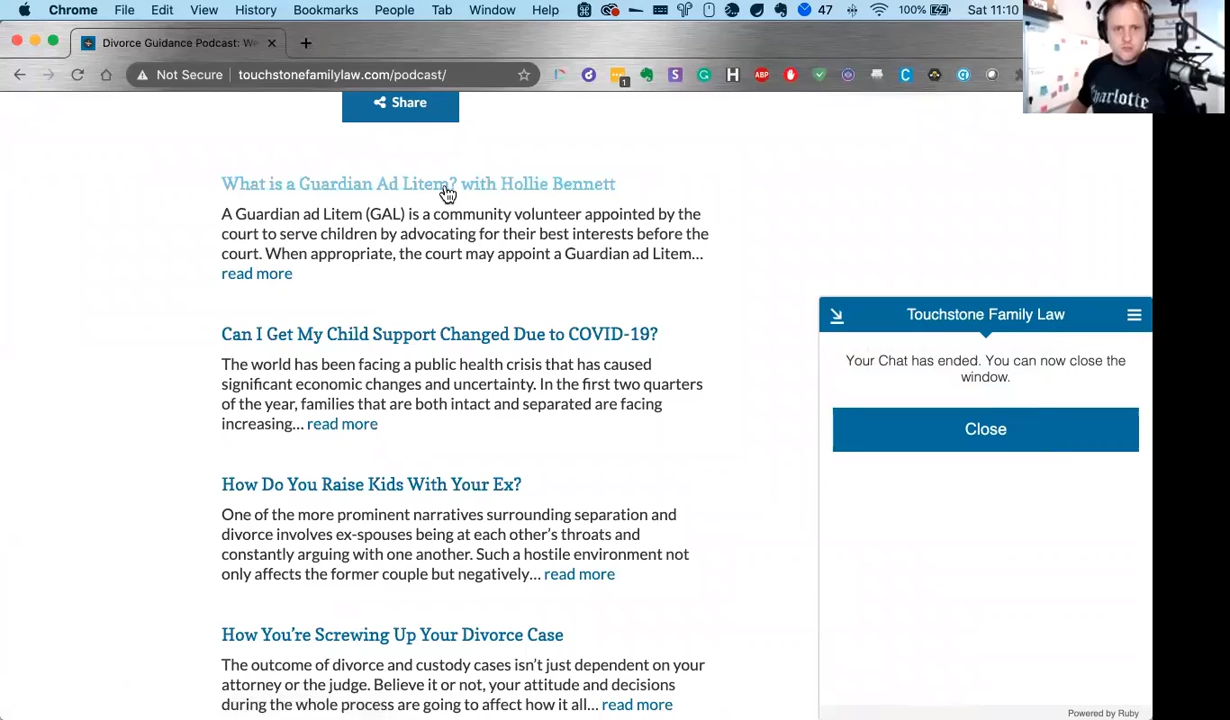 Chrome File Edit View History Bookmarks People Tab Window Help 47 100% Sat 11:10
Divorce Guidance Podcast: W
Not Secure touchstonefamilylaw.com/podcast/
1
H ABP
Share
Charlotte
What is a Guardian Ad Litem? with Hollie Bennett
A Guardian ad Litem (GAL) is a community volunteer appointed by the
court to serve children by advocating for their best interests before the
court. When appropriate, the court may appoint a Guardian ad Litem...
read more
Can I Get My Child Support Changed Due to COVID-19?
The world has been facing a public health crisis that has caused
significant economic changes and uncertainty. In the first two quarters
of the year, families that are both intact and separated are facing
increasing... read more
How Do You Raise Kids With Your Ex?
One of the more prominent narratives surrounding separation and
divorce involves ex-spouses being at each other's throats and
constantly arguing with one another. Such a hostile environment not
only affects the former couple but negatively... read more
How You're Screwing Up Your Divorce Case
The outcome of divorce and custody cases isn't just dependent on your
attorney or the judge. Believe it or not, your attitude and decisions
during the whole process are going to affect how it all... read more
Touchstone Family Law
Your Chat has ended. You can now close the
window.
Close
Powered by Ruby